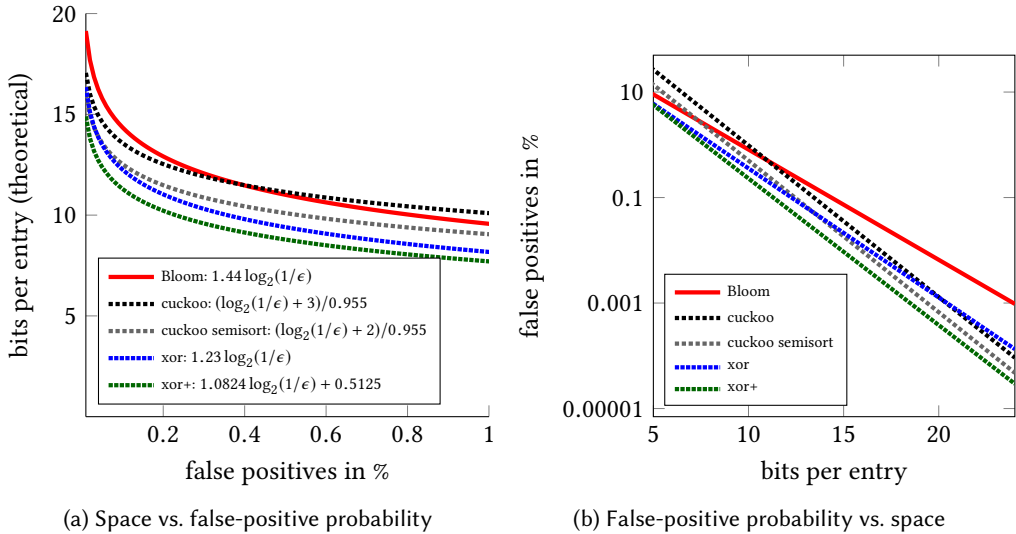 20
15
10
5
bits per entry (theoretical)
Bloom: 1.44 log₂(1/ϵ)
cuckoo: (log₂(1/ϵ) + 3)/0.955
cuckoo semisort: (log₂(1/ϵ) + 2)/0.955
xor: 1.23 log₂(1/ϵ)
xor+: 1.0824 log₂(1/ϵ) + 0.5125
0.2 0.4 0.6 0.8 1
false positives in %
(a) Space vs. false-positive probability
10
0.1
0.001
0.00001
false positives in %
Bloom
cuckoo
cuckoo semisort
xor
xor+
5 10 15 20
bits per entry
(b) False-positive probability vs. space